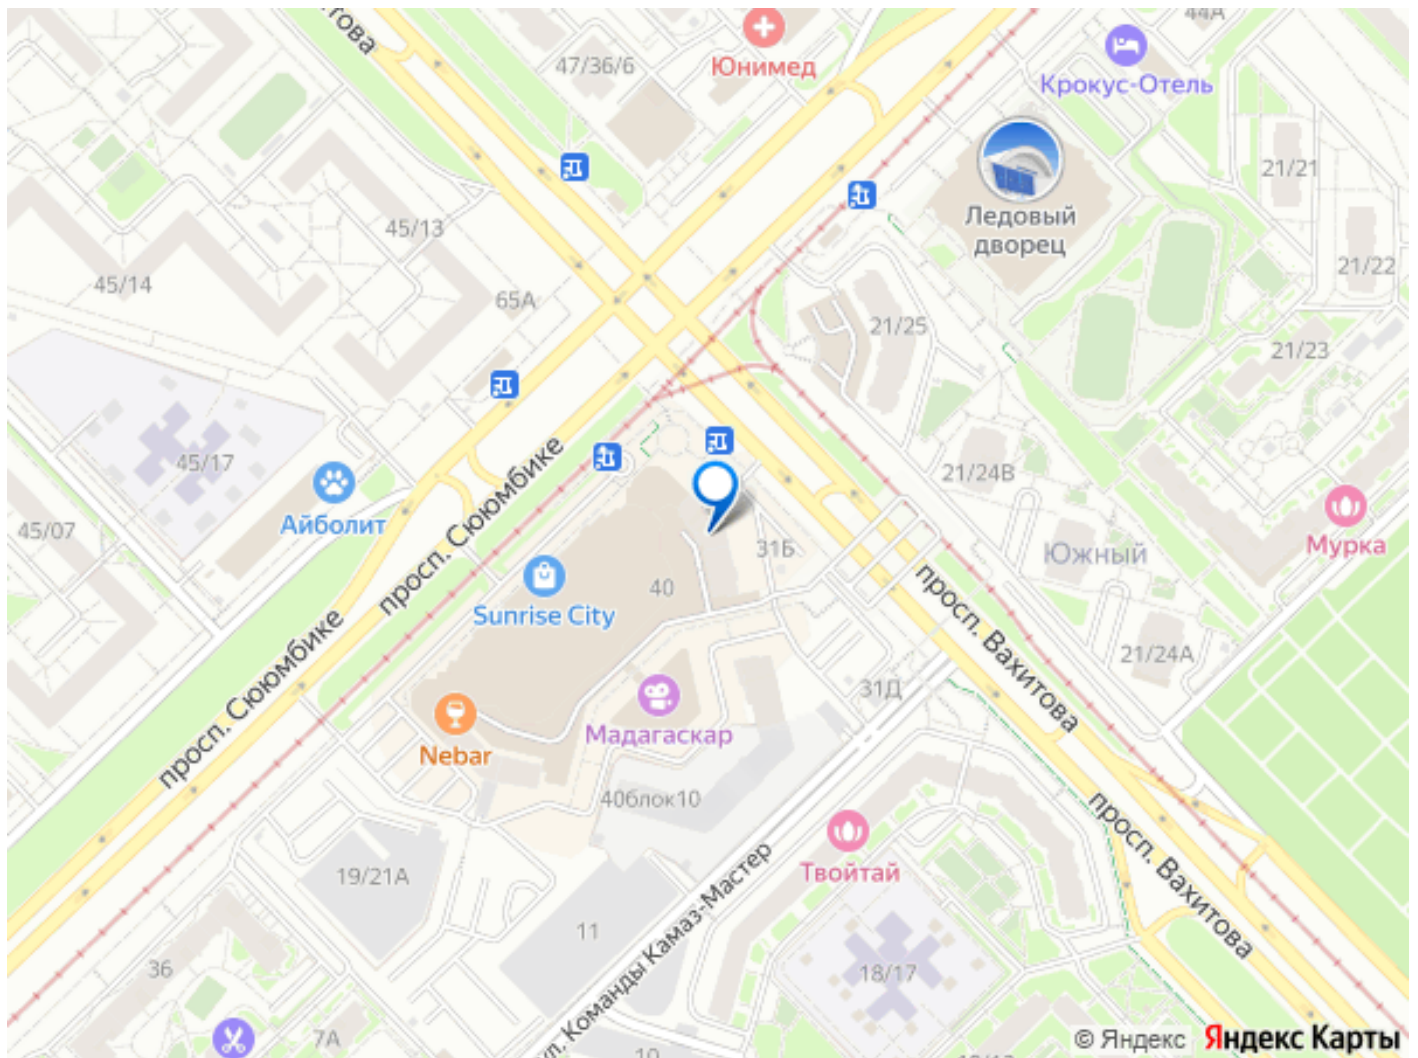 това
47/36/6
Юнимед
44А
Крокус-Отель
21/21
Ледовый
дворец
45/13
21/22
45/14
65А
21/25
21/23
45/17
Айболит
45/07
просп. Сююмбике
21/24В
Южный
Мурка
31Б
40
Sunrise City
просп. Вахитова
просп. Сююмбике
21/24А
31Д
Мадагаскар
Nebar
40блок10
просп. Вахитова
Твойтай
19/21А
11
ул. Команды Камаз-Мастер
36
18/17
7А
10
© Яндекс Яндекс Карты